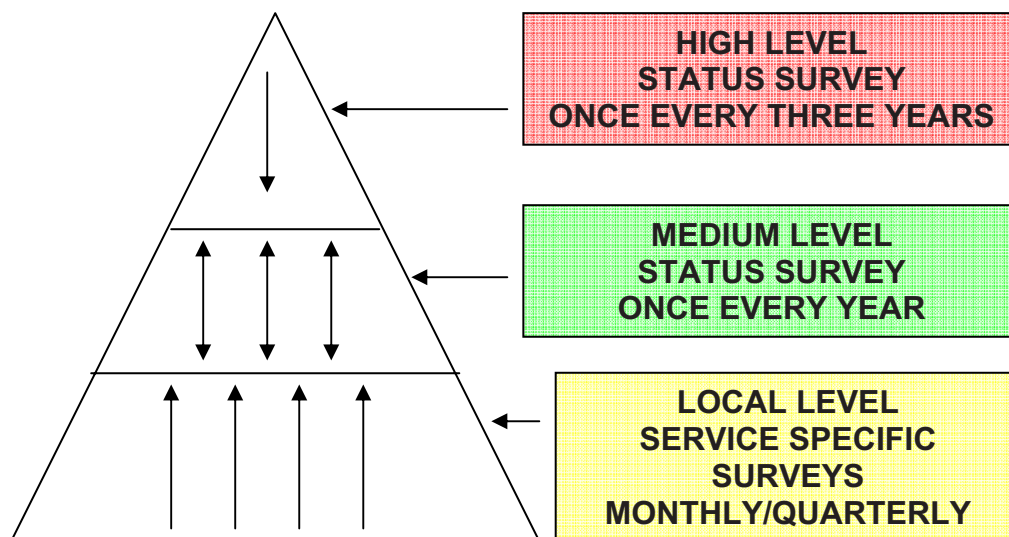 HIGH LEVEL
STATUS SURVEY
ONCE EVERY THREE YEARS
MEDIUM LEVEL
STATUS SURVEY
ONCE EVERY YEAR
LOCAL LEVEL
SERVICE SPECIFIC
SURVEYS
MONTHLY/QUARTERLY